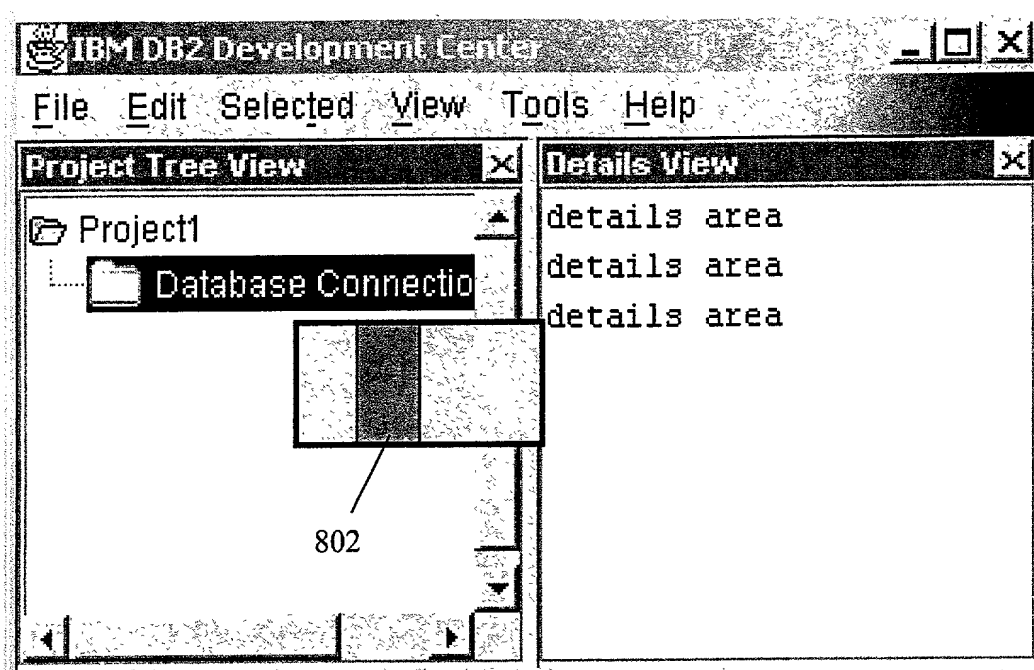 IBM DB2 Development Center
File Edit Selected View Tools Help
Project Tree View
Project1
Database Connectio
802
Details View
details area
details area
details area